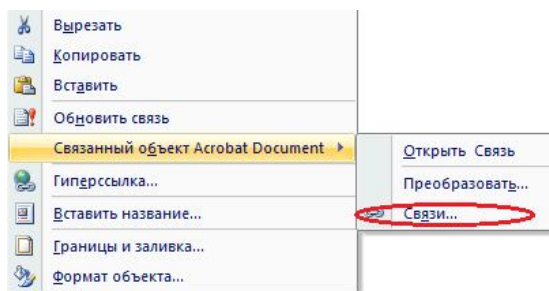 Вырезать
Копировать
Вставить
Обновить связь
Связанный объект Acrobat Document
Открыть Связь
Гиперссылка...
Преобразовать...
Вставить название...
Связи...
Границы и заливка...
Формат объекта...